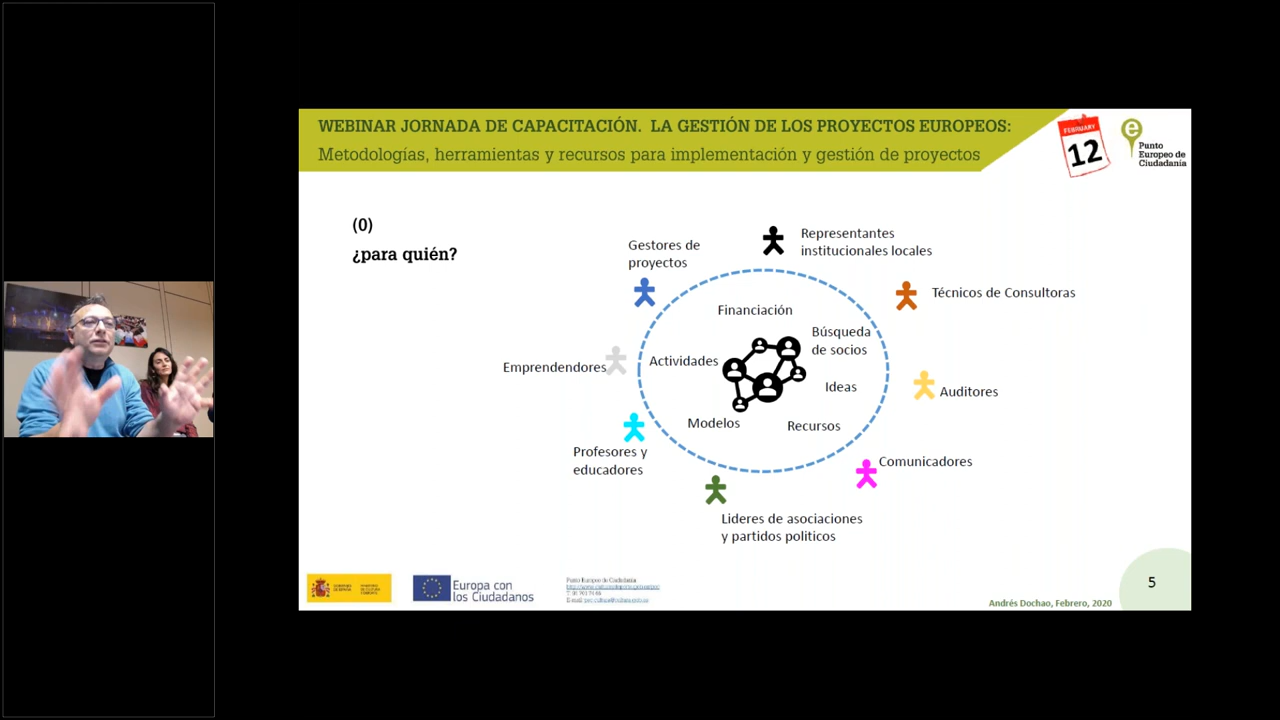 WEBINAR JORNADA DE CAPACITACIÓN. LA GESTIÓN DE LOS PROYECTOS EUROPEOS:
Metodologías, herramientas y recursos para implementación y gestión de proyectos
FEBRUARY
12
e
Punto
Europeo de
Ciudadanía
(0)
¿para quién?
Gestores de
proyectos
Representantes
institucionales locales
Técnicos de Consultoras
Financiación
Búsqueda
de socios
Emprendendores
Actividades
Ideas
Auditores
Modelos
Recursos
Profesores y
educadores
Comunicadores
Lideres de asociaciones
y partidos politicos
Europa con
los Ciudadanos
Punto Europeo de Ciudadanía
5
Andrés Dochao, Febrero, 2020